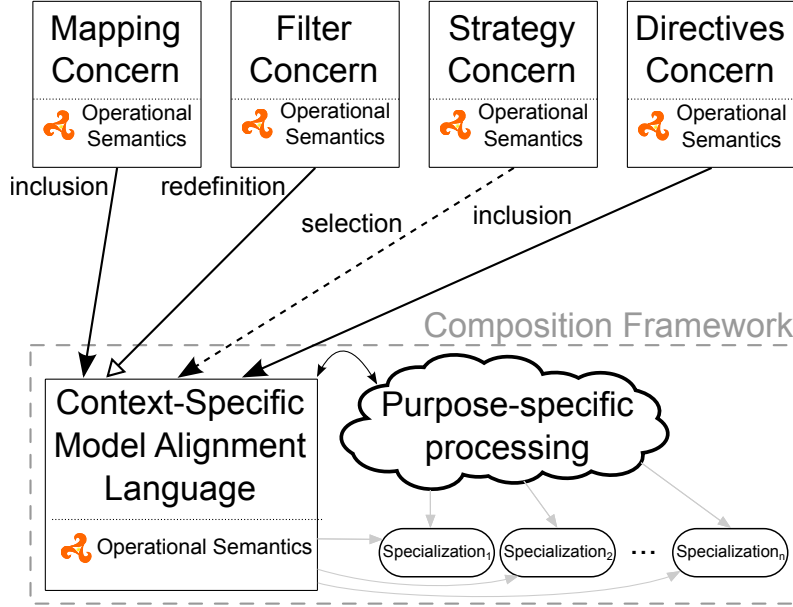 Mapping
Concern
Operational
Semantics
Filter
Concern
Operational
Semantics
Strategy
Concern
Operational
Semantics
Directives
Concern
Operational
Semantics
inclusion
redefinition
selection
inclusion
Composition Framework
Context-Specific
Model Alignment
Language
Operational Semantics
Purpose-specific
processing
Specialization1
Specialization2
...
Specializationn